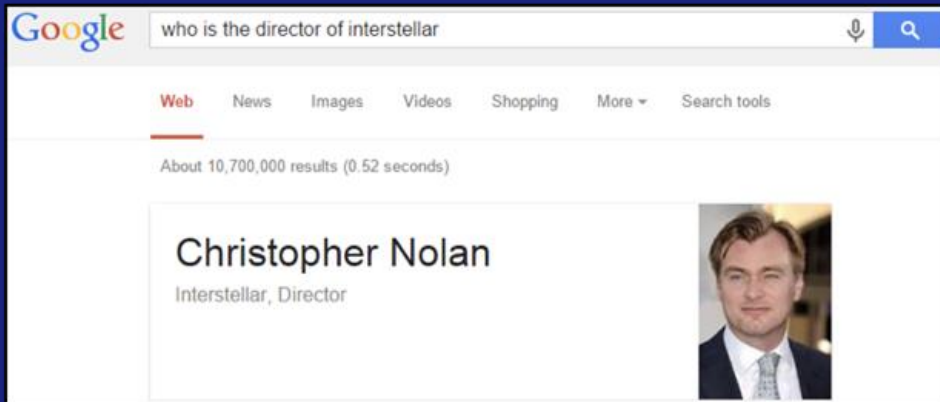 Google who is the director of interstellar
Web News Images Videos Shopping More Search tools
About 10,700,000 results (0.52 seconds)
Christopher Nolan
Interstellar, Director